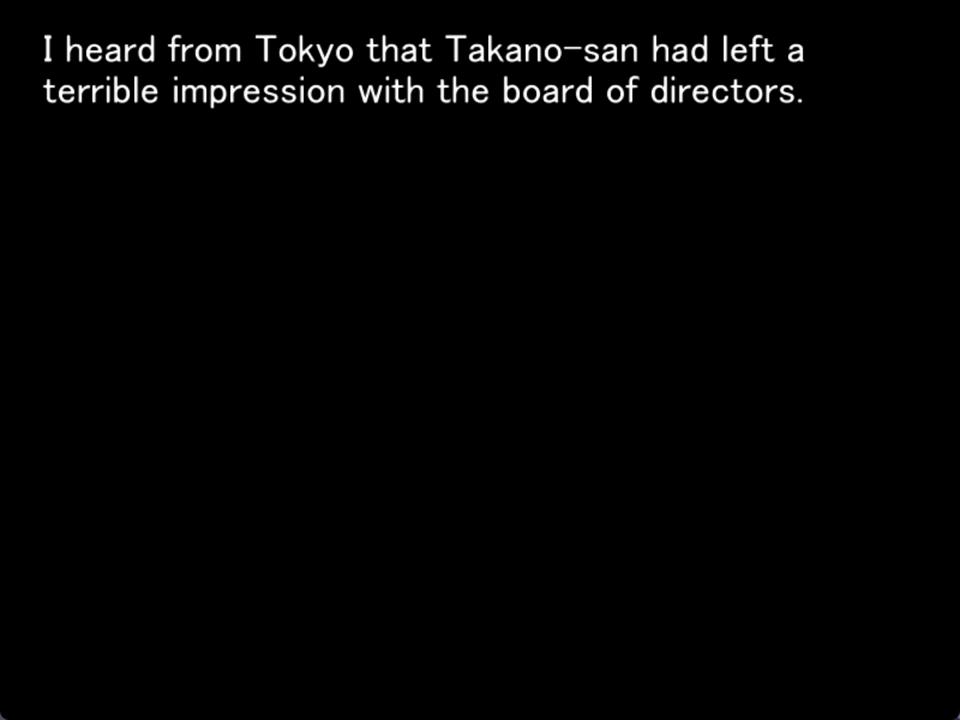 I heard from Tokyo that Takano-san had left a
terrible impression with the board of directors.